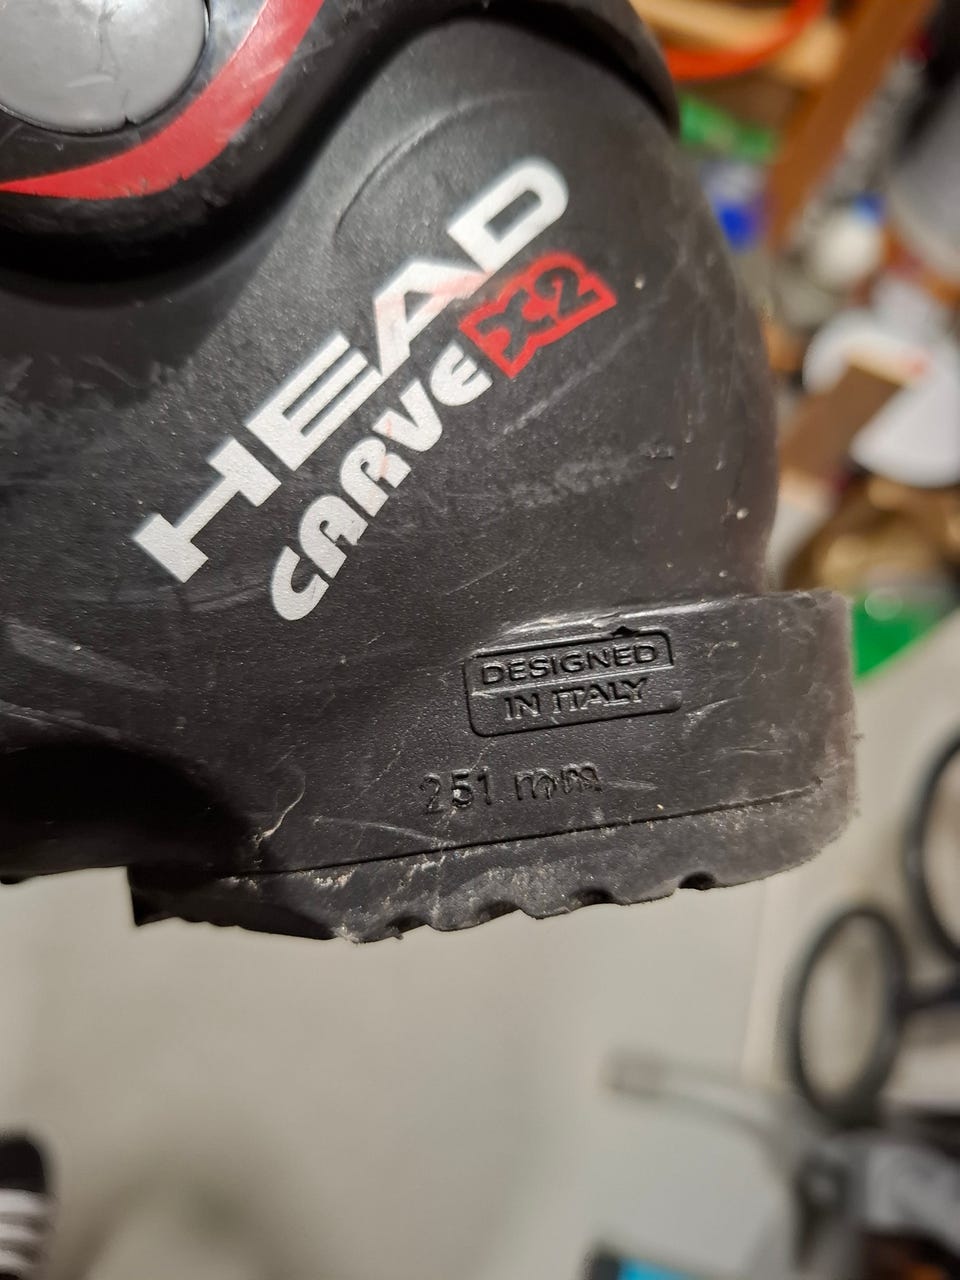 HEAD
CARVE X2
DESIGNED
IN ITALY
251 mm